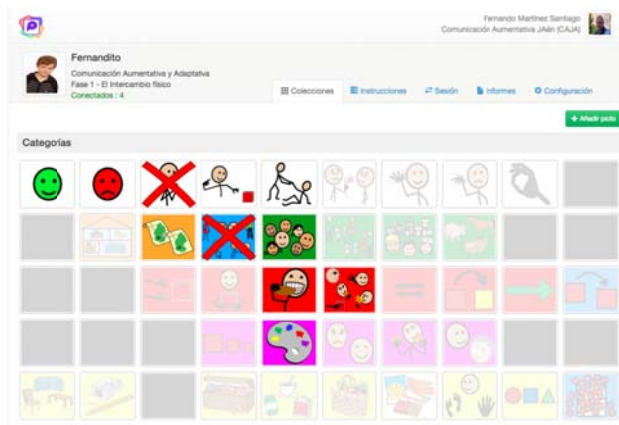 Fernando Martínez Santiago
Comunicación Aumentativa JAén (CAJA)
Fernandito
Comunicación Aumentativa y Adaptativa
Fase 1 - El Intercambio físico
Conectados : 4
Colecciones
Instrucciones
Sesión
Informes
Configuración
+ Añadir picto
Categorías